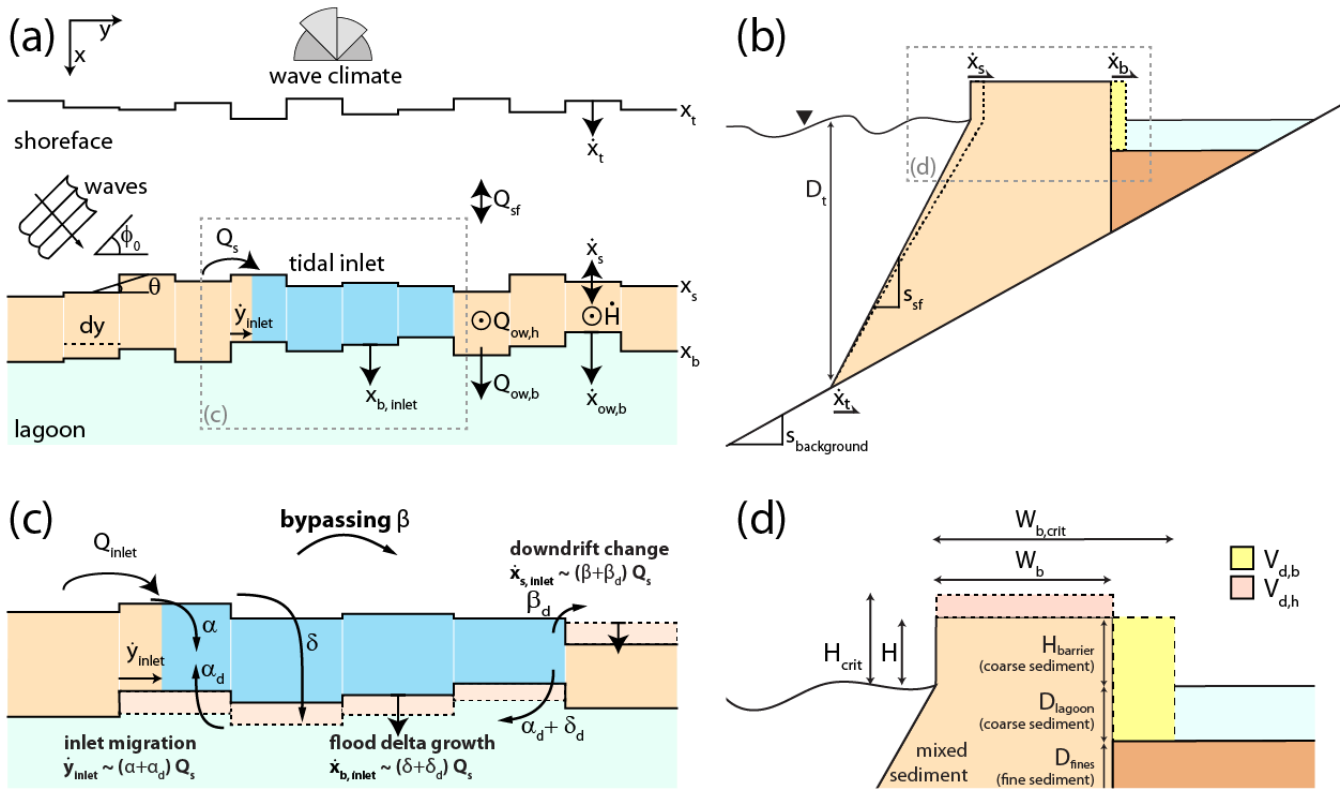 (a)
y
x
wave climate
x_t
shoreface
ẋ_t
waves
ϕ_0
Q_s
tidal inlet
Q_sf
ẋ_s
x_s
θ
ẏ_inlet
dy
Q_ow,h
Ḣ
x_b
x_b, inlet
Q_ow,b
ẋ_ow,b
(c)
lagoon
(b)
ẋ_s
ẋ_b
(d)
D_t
s_sf
ẋ_t
s_background
(c)
bypassing β
Q_inlet
downdrift change
ẋ_s, inlet ~ (β+β_d) Q_s
β_d
α
δ
ẏ_inlet
α_d
α_d+ δ_d
inlet migration
ẏ_inlet ~ (α+α_d) Q_s
flood delta growth
ẋ_b, inlet ~ (δ+δ_d) Q_s
(d)
W_b,crit
W_b
V_d,b
V_d,h
H_crit
H
H_barrier
(coarse sediment)
D_lagoon
(coarse sediment)
mixed
sediment
D_fines
(fine sediment)